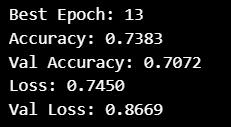 Best Epoch: 13
Accuracy: 0.7383
Val Accuracy: 0.7072
Loss: 0.7450
Val Loss: 0.8669